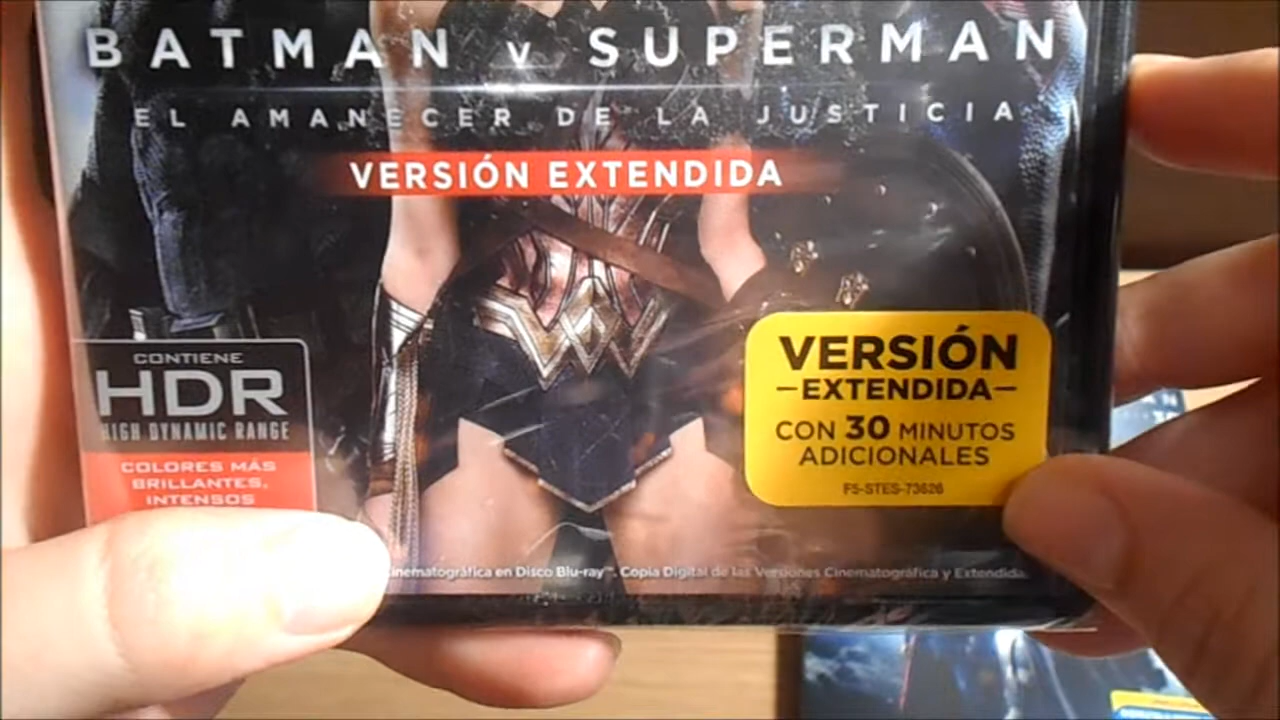 BATMAN v SUPERMAN
EL AMANECER DE LA JUSTICIA
VERSIÓN EXTENDIDA
CONTIENE
HDR
HIGH DYNAMIC RANGE
COLORES MÁS
BRILLANTES,
INTENSOS
VERSIÓN
–EXTENDIDA–
CON 30 MINUTOS
ADICIONALES
F5-STES-73626
inematográfica en Disco Blu-ray™. Copia Digital de las Versiones Cinematográfica y Extendida.